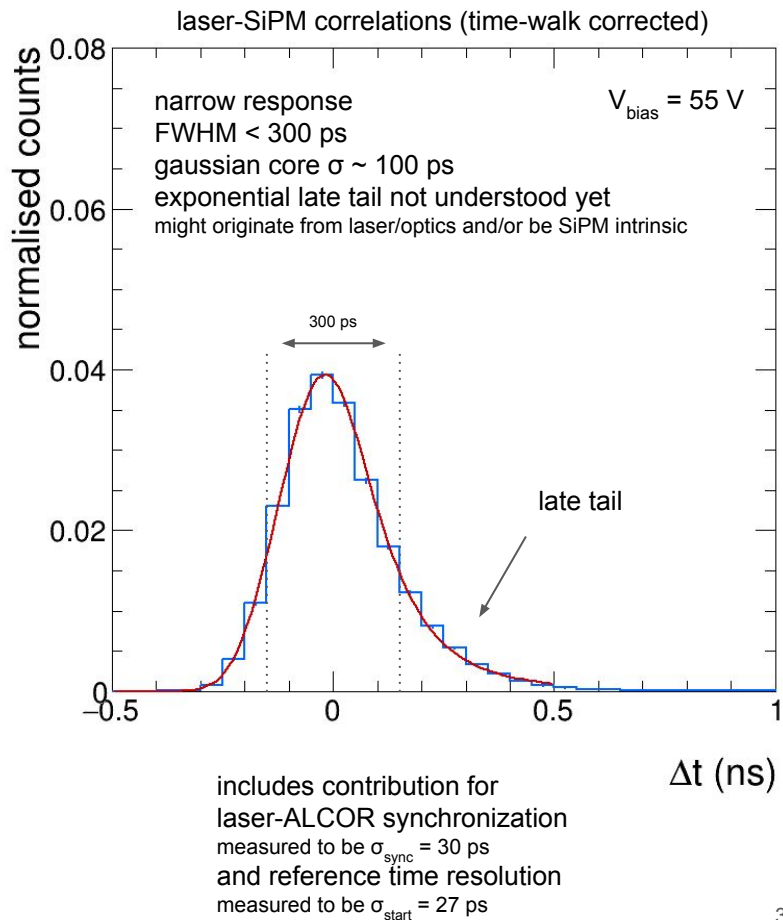 laser-SiPM correlations (time-walk corrected)
normalised counts
0.08
0.06
0.04
0.02
0
narrow response
FWHM < 300 ps
gaussian core σ ~ 100 ps
exponential late tail not understood yet
might originate from laser/optics and/or be SiPM intrinsic
V_bias = 55 V
300 ps
late tail
−0.5
0
0.5
1
Δt (ns)
includes contribution for
laser-ALCOR synchronization
measured to be σ_sync = 30 ps
and reference time resolution
measured to be σ_start = 27 ps
3